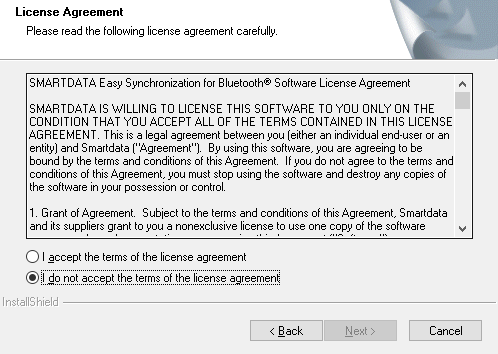 License Agreement
Please read the following license agreement carefully.
SMARTDATA Easy Synchronization for Bluetooth® Software License Agreement
SMARTDATA IS WILLING TO LICENSE THIS SOFTWARE TO YOU ONLY ON THE
CONDITION THAT YOU ACCEPT ALL OF THE TERMS CONTAINED IN THIS LICENSE
AGREEMENT. This is a legal agreement between you (either an individual end-user or an
entity) and Smartdata ("Agreement"). By using this software, you are agreeing to be
bound by the terms and conditions of this Agreement. If you do not agree to the terms and
conditions of this Agreement, you must stop using the software and destroy any copies of
the software in your possession or control.
1. Grant of Agreement. Subject to the terms and conditions of this Agreement, Smartdata
and its suppliers grant to you a nonexclusive license to use one copy of the software
I accept the terms of the license agreement
I do not accept the terms of the license agreement
InstallShield
< Back
Next >
Cancel